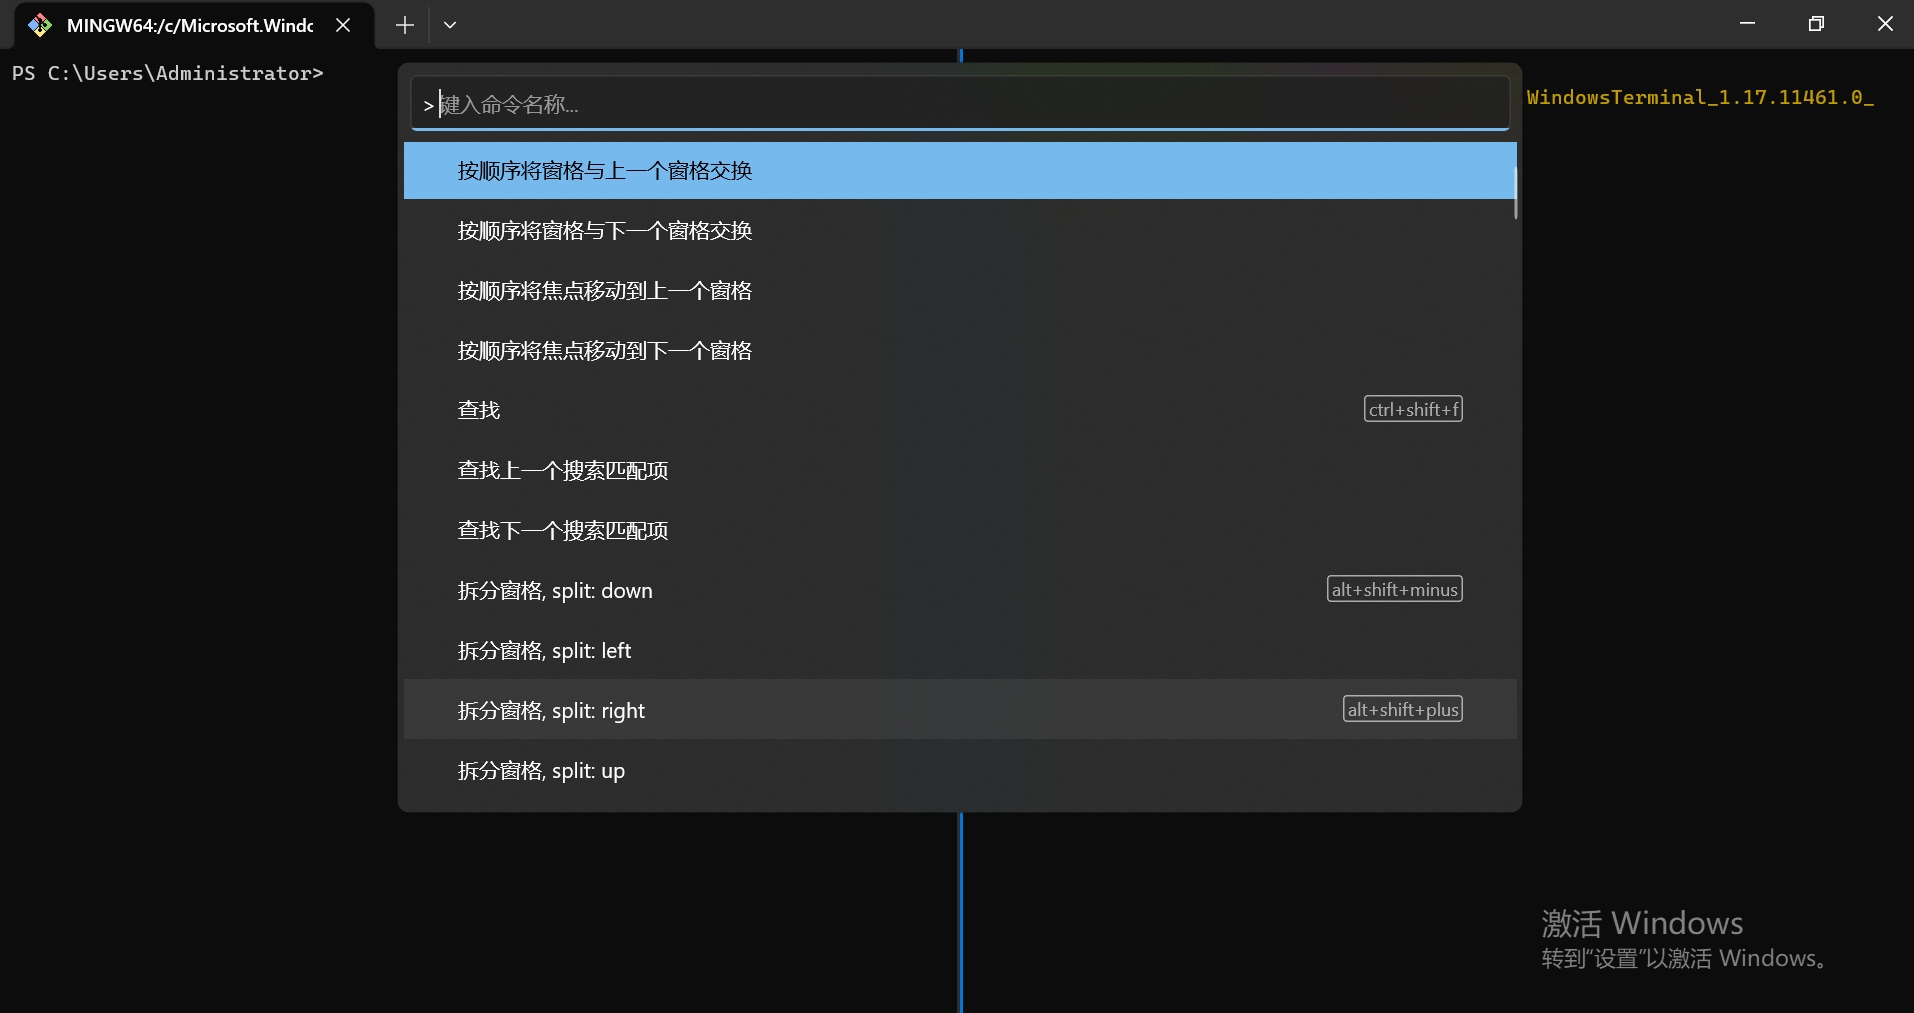 MINGW64:/c/Microsoft.Windc
PS C:\Users\Administrator>
WindowsTerminal_1.17.11461.0_
>键入命令名称...
按顺序将窗格与上一个窗格交换
按顺序将窗格与下一个窗格交换
按顺序将焦点移动到上一个窗格
按顺序将焦点移动到下一个窗格
查找 ctrl+shift+f
查找上一个搜索匹配项
查找下一个搜索匹配项
拆分窗格, split: down alt+shift+minus
拆分窗格, split: left
拆分窗格, split: right alt+shift+plus
拆分窗格, split: up
激活 Windows
转到"设置"以激活 Windows。